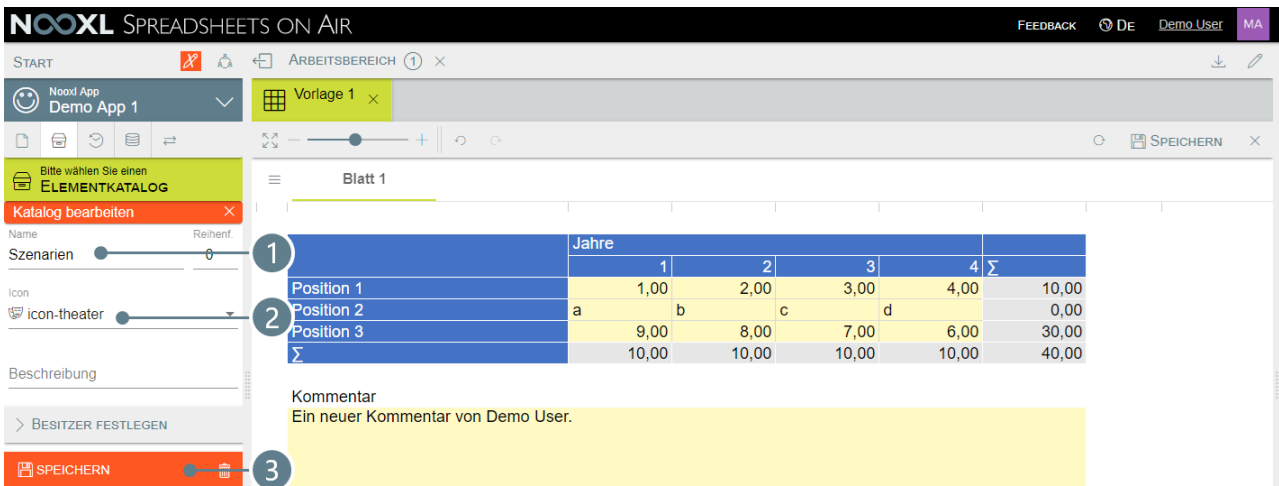 NOOXL SPREADSHEETS ON AIR FEEDBACK DE Demo User MA
START ARBEITSBEREICH 1
Nooxl App
Demo App 1
Vorlage 1
SPEICHERN
Bitte wählen Sie einen
ELEMENTKATALOG
Blatt 1
Katalog bearbeiten
Name Reihenf.
Szenarien 0
1
Icon
icon-theater
2
Beschreibung
BESITZER FESTLEGEN
SPEICHERN
3
Jahre
1 2 3 4 ∑
Position 1 1,00 2,00 3,00 4,00 10,00
Position 2 a b c d 0,00
Position 3 9,00 8,00 7,00 6,00 30,00
∑ 10,00 10,00 10,00 10,00 40,00
Kommentar
Ein neuer Kommentar von Demo User.